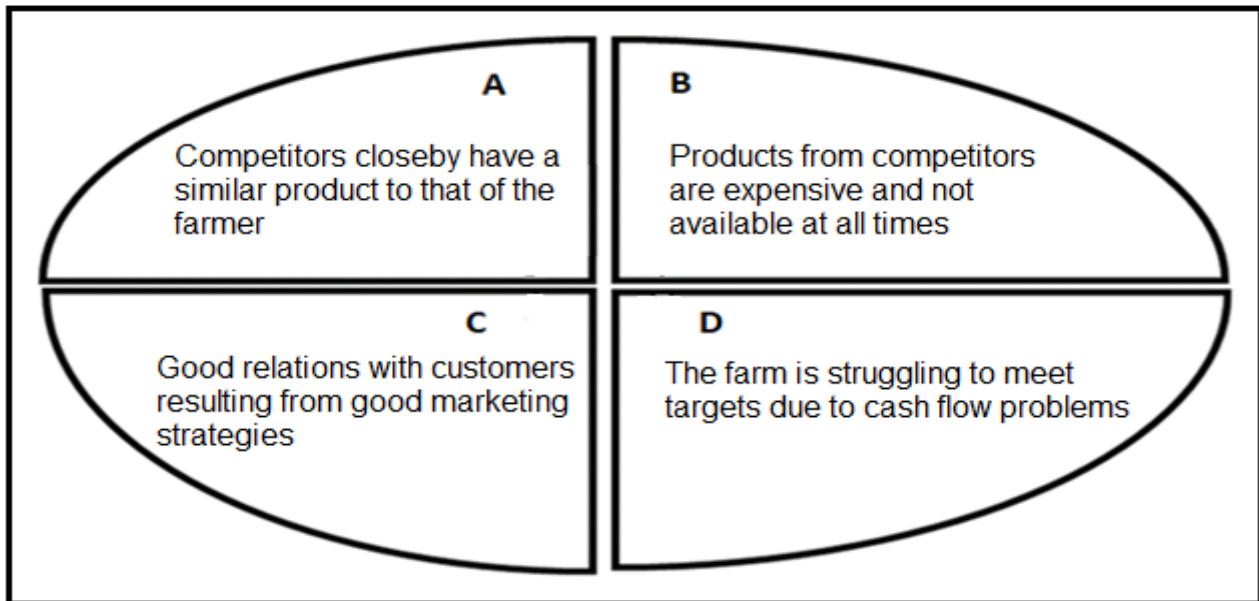 A
Competitors closeby have a
similar product to that of the
farmer
B
Products from competitors
are expensive and not
available at all times
C
Good relations with customers
resulting from good marketing
strategies
D
The farm is struggling to meet
targets due to cash flow problems